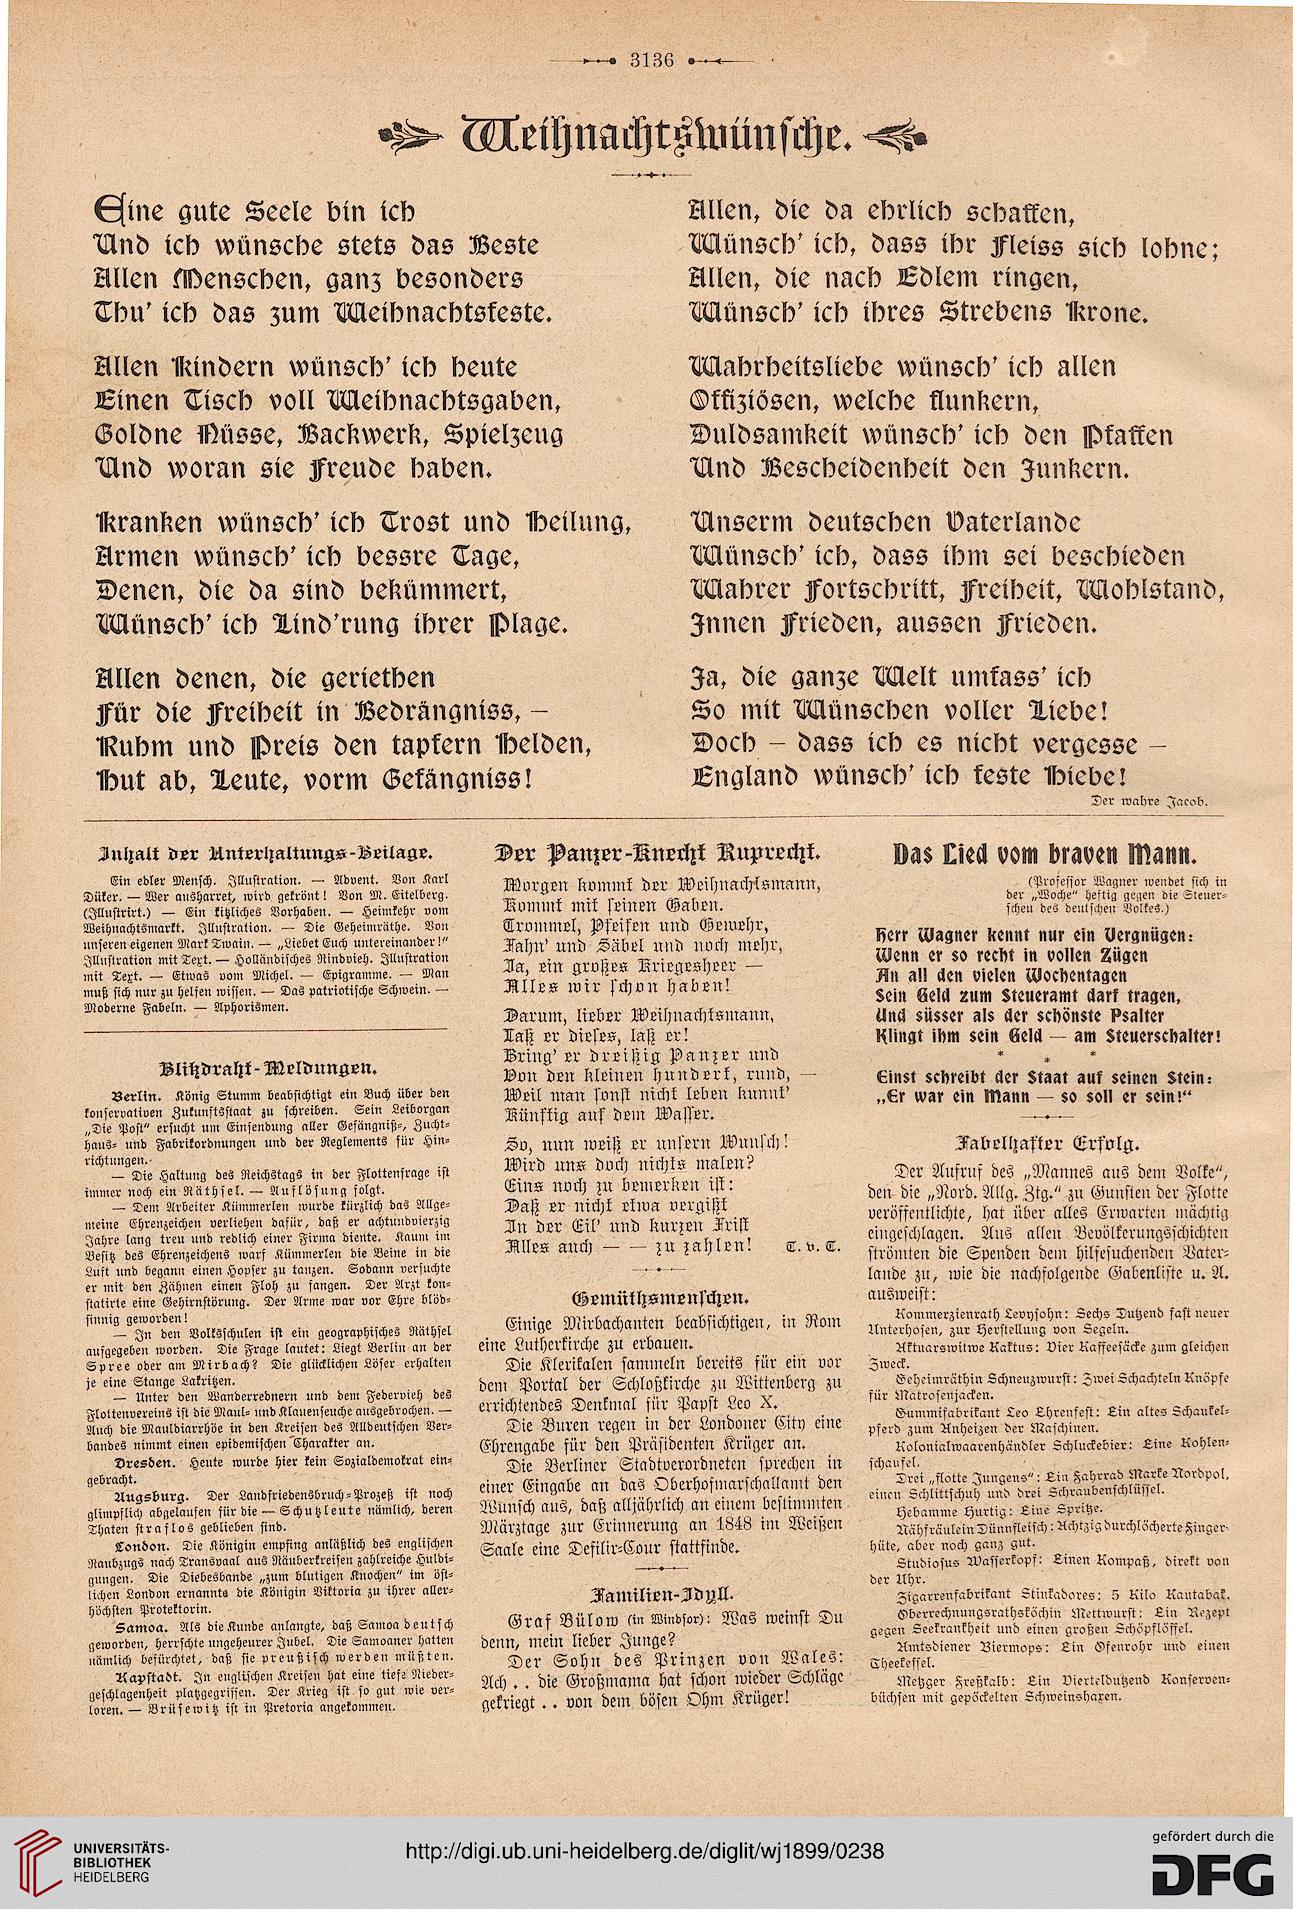 3136
Weihnachtswünsche.
Eine gute Seele bin ich
Und ich wünsche stets das Beste
Allen Menschen, ganz besonders
Thu' ich das zum Weihnachtsfeste.
Allen Kindern wünsch' ich heute
Einen Tisch voll Weihnachtsgaben,
Goldne Nüsse, Backwerk, Spielzeug
Und woran sie Freude haben.
Kranken wünsch' ich Trost und Heilung,
Armen wünsch' ich bessre Tage,
Denen, die da sind bekümmert,
Wünsch' ich Lind'rung ihrer Plage.
Allen denen, die geriethen
Für die Freiheit in Bedrängniss, –
Ruhm und Preis den tapfern Helden,
Hut ab, Leute, vorm Gefängniss!
Allen, die da ehrlich schaffen,
Wünsch' ich, dass ihr Fleiss sich lohne;
Allen, die nach Edlem ringen,
Wünsch' ich ihres Strebens Krone.
Wahrheitsliebe wünsch' ich allen
Offiziösen, welche flunkern,
Duldsamkeit wünsch' ich den Pfaffen
Und Bescheidenheit den Junkern.
Unserm deutschen Vaterlande
Wünsch' ich, dass ihm sei beschieden
Wahrer Fortschritt, Freiheit, Wohlstand,
Innen Frieden, aussen Frieden.
Ja, die ganze Welt umfass' ich
So mit Wünschen voller Liebe!
Doch – dass ich es nicht vergesse –
England wünsch' ich feste Hiebe!
Der wahre Jacob.
Inhalt der Unterhaltungs-Beilage.
Ein edler Mensch. Illustration. — Advent. Von Karl
Düker. — Wer ausharret, wird gekrönt! Von M. Eitelberg.
(Illustrirt.) — Ein kitzliches Vorhaben. — Heimkehr vom
Weihnachtsmarkt. Illustration. — Die Geheimräthe. Von
unseren eigenen Mark Twain. — „Liebet Euch untereinander!“
Illustration mit Text. — Holländisches Rindvieh. Illustration
mit Text. — Etwas vom Michel. — Epigramme. — Man
muß sich nur zu helfen wissen. — Das patriotische Schwein. —
Moderne Fabeln. — Aphorismen.
Blitzdraht-Meldungen.
Berlin. König Stumm beabsichtigt ein Buch über den
konservativen Zukunftsstaat zu schreiben. Sein Leiborgan
„Die Post“ ersucht um Einsendung aller Gefängniß-, Zucht-
haus- und Fabrikordnungen und der Reglements für Hin-
richtungen.
— Die Haltung des Reichstags in der Flottenfrage ist
immer noch ein Räthsel. — Auflösung folgt.
— Dem Arbeiter Kümmerlen wurde kürzlich das Allge-
meine Ehrenzeichen verliehen dafür, daß er achtundvierzig
Jahre lang treu und redlich einer Firma diente. Kaum im
Besitz des Ehrenzeichens warf Kümmerlen die Beine in die
Luft und begann einen Hopser zu tanzen. Sodann versuchte
er mit den Zähnen einen Floh zu fangen. Der Arzt kon-
statirte eine Gehirnstörung. Der Arme war vor Ehre blöd-
sinnig geworden!
— In den Volksschulen ist ein geographisches Räthsel
aufgegeben worden. Die Frage lautet: Liegt Berlin an der
Spree oder am Mirbach? Die glücklichen Löser erhalten
je eine Stange Lakritzen.
— Unter den Wanderrednern und dem Federvieh des
Flottenvereins ist die Maul- und Klauenseuche ausgebrochen. —
Auch die Mauldiarrhöe in den Kreisen des Alldeutschen Ver-
bandes nimmt einen epidemischen Charakter an.
Dresden. Heute wurde hier kein Sozialdemokrat ein-
gebracht.
Augsburg. Der Landfriedensbruch-Prozeß ist noch
glimpflich abgelaufen für die — Schutzleute nämlich, deren
Thaten straflos geblieben sind.
London. Die Königin empfing anläßlich des englischen
Raubzugs nach Transvaal aus Räuberkreisen zahlreiche Huldi-
gungen. Die Diebesbande „zum blutigen Knochen“ im öst-
lichen London ernannte die Königin Viktoria zu ihrer aller-
höchsten Protektorin.
Samoa. Als die Kunde anlangte, daß Samoa deutsch
geworden, herrschte ungeheurer Jubel. Die Samoaner hatten
nämlich befürchtet, daß sie preußisch werden müßten.
Kapstadt. In englischen Kreisen hat eine tiefe Nieder-
geschlagenheit platzgegriffen. Der Krieg ist so gut wie ver-
loren. — Brüsewitz ist in Pretoria angekommen.
Der Panzer-Knecht Ruprecht.
Morgen kommt der Weihnachtsmann,
Kommt mit seinen Gaben.
Trommel, Pfeifen und Gewehr,
Fahn' und Säbel und noch mehr,
Ja, ein großes Kriegesheer —
Alles wir schon haben!
Darum, lieber Weihnachtsmann,
Laß er dieses, laß er!
Bring' er dreißig Panzer und
Von den kleinen hundert, rund, —
Weil man sonst nicht leben kunnt'
Künftig auf dem Wasser.
So, nun weiß er unsern Wunsch!
Wird uns doch nichts malen?
Eins noch zu bemerken ist:
Daß er nicht etwa vergißt
In der Eil' und kurzen Frist
Alles auch — — zu zahlen! T. v. T.
Gemüthsmenschen.
Einige Mirbachanten beabsichtigen, in Rom
eine Lutherkirche zu erbauen.
Die Klerikalen sammeln bereits für ein vor
dem Portal der Schloßkirche zu Wittenberg zu
errichtendes Denkmal für Papst Leo X.
Die Buren regen in der Londoner City eine
Ehrengabe für den Präsidenten Krüger an.
Die Berliner Stadtverordneten sprechen in
einer Eingabe an das Oberhofmarschallamt den
Wunsch aus, daß alljährlich an einem bestimmten
Märztage zur Erinnerung an 1848 im Weißen
Saale eine Defilir-Cour stattfinde.
Familien-Idyll.
Graf Bülow (in Windsor): Was weinst Du
denn, mein lieber Junge?
Der Sohn des Prinzen von Wales:
Ach . . die Großmama hat schon wieder Schläge
gekriegt . . von dem bösen Ohm Krüger!
Das Lied vom braven Mann.
(Professor Wagner wendet sich in
der „Woche“ heftig gegen die Steuer-
scheu des deutschen Volkes.)
Herr Wagner kennt nur ein Vergnügen:
Wenn er so recht in vollen Zügen
An all den vielen Wochentagen
Sein Geld zum Steueramt darf tragen,
Und süsser als der schönste Psalter
Klingt ihm sein Geld — am Steuerschalter!
* * *
Einst schreibt der Staat auf seinen Stein:
„Er war ein Mann — so soll er sein!“
Fabelhafter Erfolg.
Der Aufruf des „Mannes aus dem Volke“,
den die „Nord. Allg. Ztg.“ zu Gunsten der Flotte
veröffentlichte, hat über alles Erwarten mächtig
eingeschlagen. Aus allen Bevölkerungsschichten
strömten die Spenden dem hilfesuchenden Vater-
lande zu, wie die nachfolgende Gabenliste u. A.
ausweist:
Kommerzienrath Levysohn: Sechs Dutzend fast neuer
Unterhosen, zur Herstellung von Segeln.
Aktuarswitwe Kaktus: Vier Kaffeesäcke zum gleichen
Zweck.
Geheimräthin Schneuzwurst: Zwei Schachteln Knöpfe
für Matrosenjacken.
Gummifabrikant Leo Ehrenfest: Ein altes Schaukel-
pferd zum Anheizen der Maschinen.
Kolonialwaarenhändler Schluckebier: Eine Kohlen-
schaufel.
Drei „flotte Jungens“: Ein Fahrrad Marke Nordpol,
einen Schlittschuh und drei Schraubenschlüssel.
Hebamme Hurtig: Eine Spritze.
Nähfräulein Dünnfleisch: Achtzig durchlöcherte Finger-
hüte, aber noch ganz gut.
Studiosus Wasserkopf: Einen Kompaß, direkt von
der Uhr.
Zigarrenfabrikant Stinkadores: 5 Kilo Kautabak.
Oberrechnungsrathsköchin Mettwurst: Ein Rezept
gegen Seekrankheit und einen großen Schöpflöffel.
Amtsdiener Biermops: Ein Ofenrohr und einen
Theekessel.
Metzger Freßkalb: Ein Vierteldutzend Konserven-
büchsen mit gepöckelten Schweinshaxen.
UNIVERSITÄTS-
BIBLIOTHEK
HEIDELBERG
http://digi.ub.uni-heidelberg.de/diglit/wj1899/0238
gefördert durch die
DFG